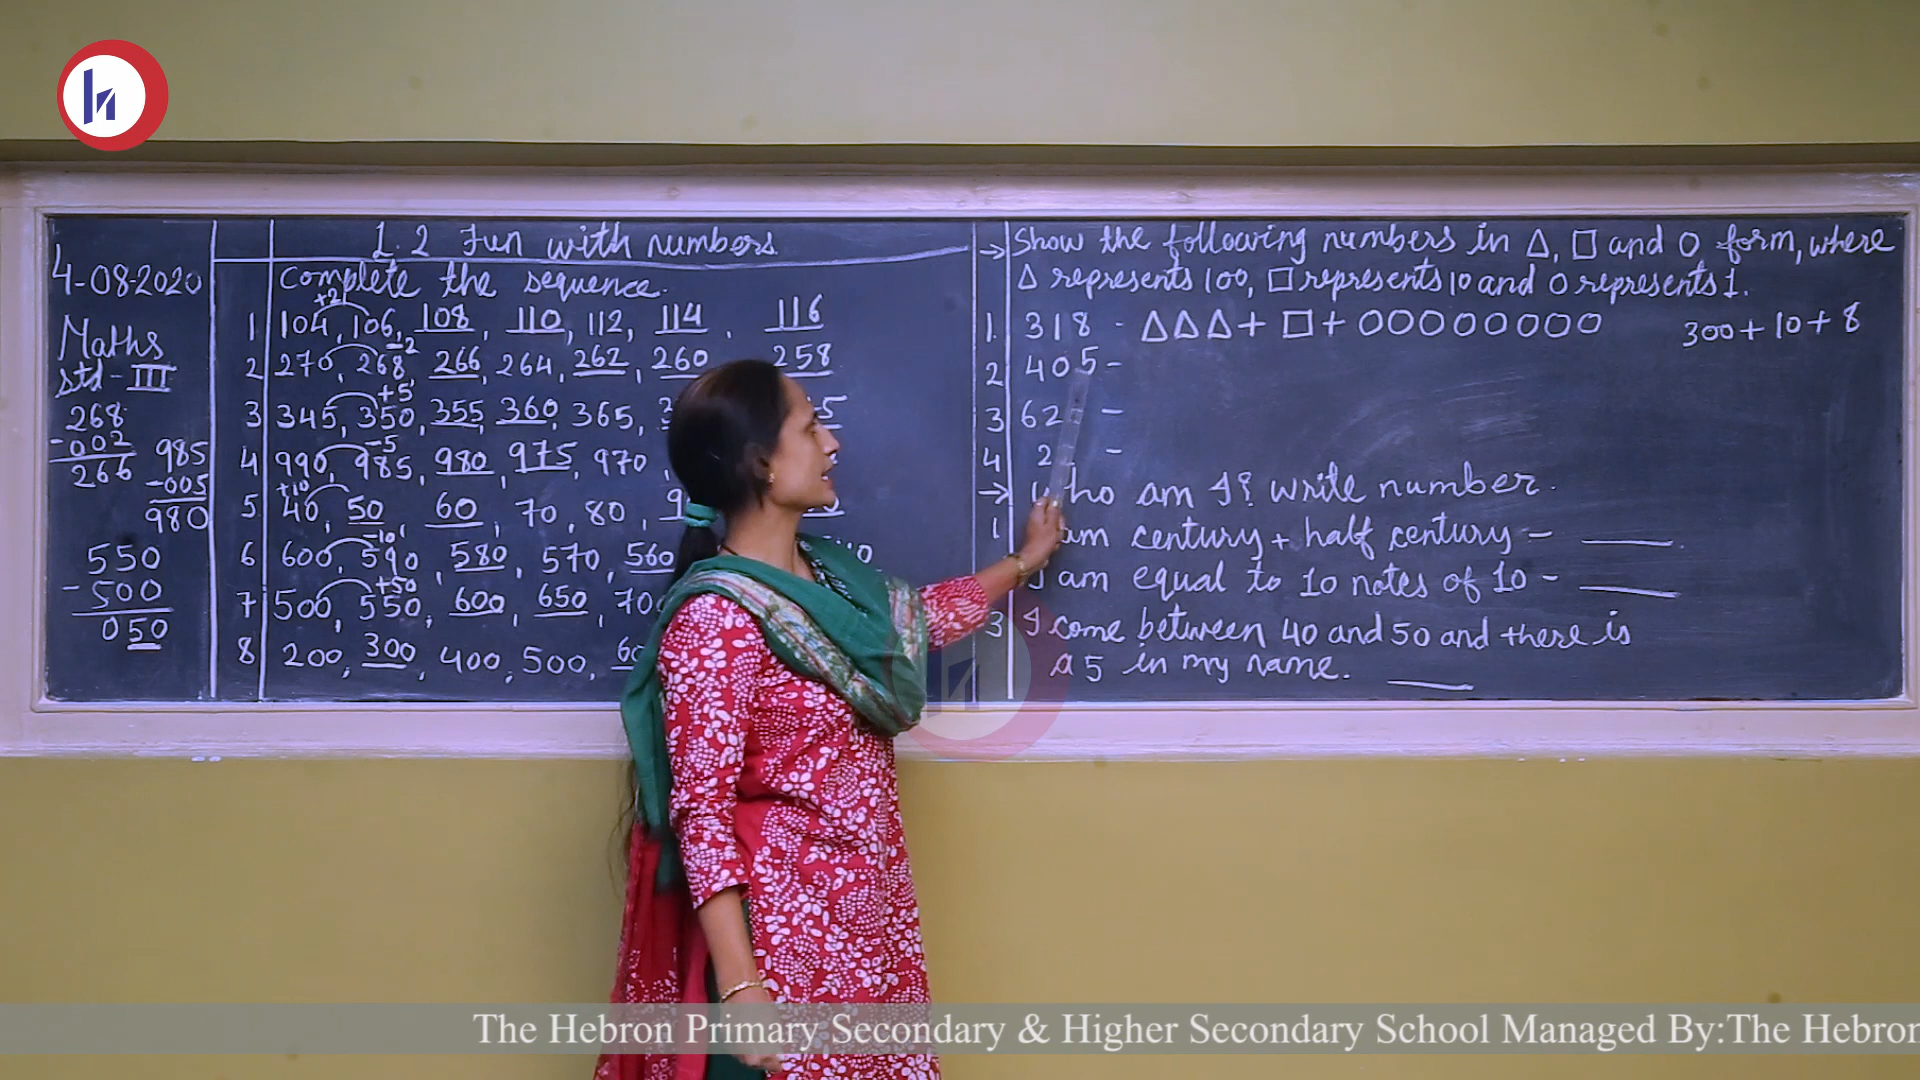 4-08-2020
Maths
Std-III
268
-002
266
985
-005
980
550
-500
050
1.2 Fun with numbers.
Complete the sequence.
+2
1 104, 106, 108, 110, 112, 114, 116
-2
2 270, 268, 266, 264, 262, 260, 258
+5
3 345, 350, 355, 360, 365,
-5
4 990, 985, 980, 975, 970,
+10
5 40, 50, 60, 70, 80,
-10
6 600, 590, 580, 570, 560
+50
7 500, 550, 600, 650,
8 200, 300, 400, 500,
→ Show the following numbers in △, □ and O form, where
△ represents 100, □ represents 10 and O represents 1.
1. 318 - △△△ + □ + OOOOOOOO 300 + 10 + 8
2 405 -
3 62 -
4 2 -
→ Who am I? Write number.
1 am century + half century - ____.
I am equal to 10 notes of 10 - ____
3 I come between 40 and 50 and there is
a 5 in my name. ____
The Hebron Primary Secondary & Higher Secondary School Managed By:The Hebron